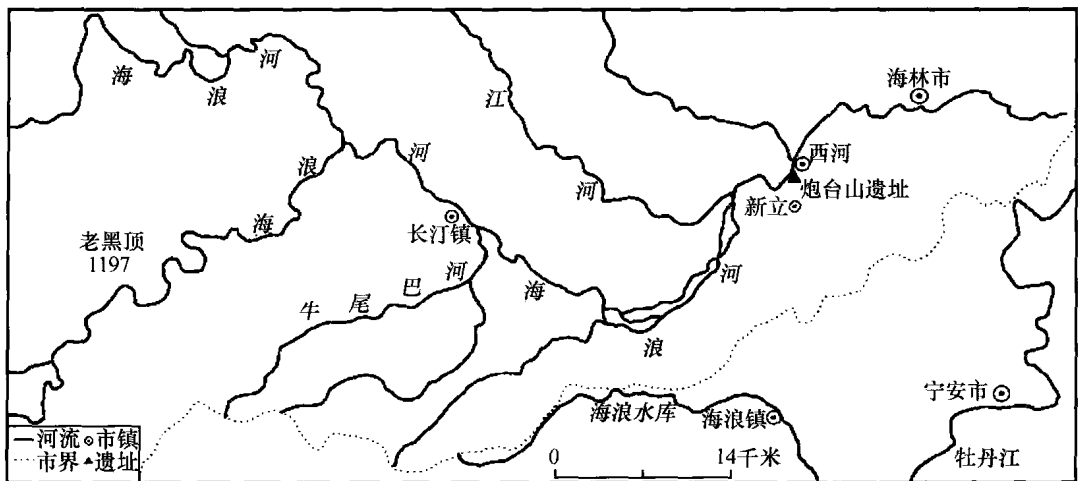 海
浪
河
江
河
海林市
西河
炮台山遗址
新立
浪
海
河
长汀镇
老黑顶
1197
牛
尾
巴
河
海
浪
河
海浪水库
海浪镇
宁安市
牡丹江
河流
市镇
市界
遗址
0
14千米